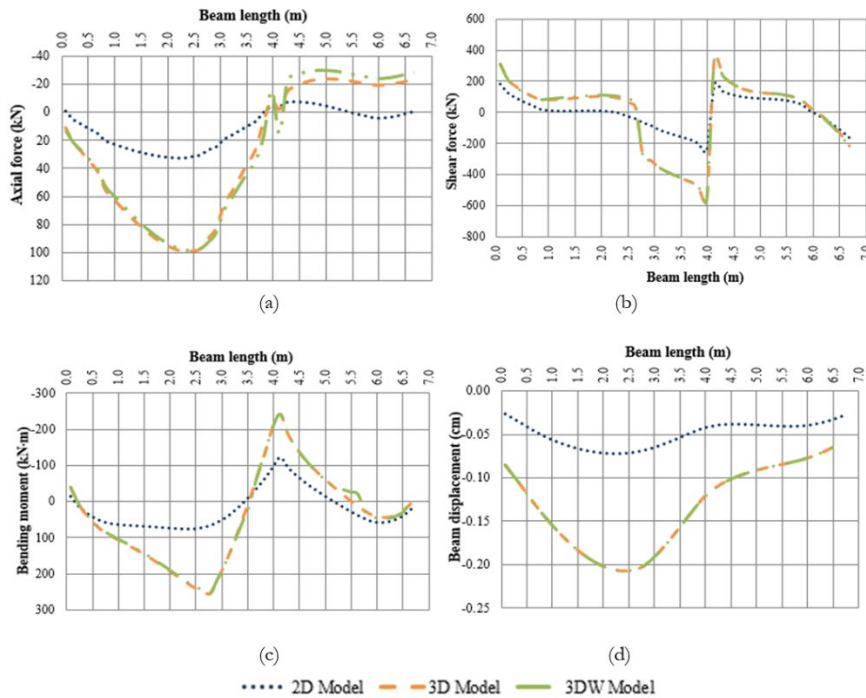 Beam length (m)
0.0 0.5 1.0 1.5 2.0 2.5 3.0 3.5 4.0 4.5 5.0 5.5 6.0 6.5 7.0
-40
-20
0
20
40
60
80
100
120
Axial force (kN)
(a)
600
400
200
0
-200
-400
-600
-800
Shear force (kN)
0.0 0.5 1.0 1.5 2.0 2.5 3.0 3.5 4.0 4.5 5.0 5.5 6.0 6.5 7.0
Beam length (m)
(b)
Beam length (m)
0.0 0.5 1.0 1.5 2.0 2.5 3.0 3.5 4.0 4.5 5.0 5.5 6.0 6.5 7.0
-300
-200
-100
0
100
200
300
Bending moment (kN·m)
(c)
Beam length (m)
0.0 0.5 1.0 1.5 2.0 2.5 3.0 3.5 4.0 4.5 5.0 5.5 6.0 6.5 7.0
0.00
-0.05
-0.10
-0.15
-0.20
-0.25
Beam displacement (cm)
(d)
2D Model 3D Model 3DW Model